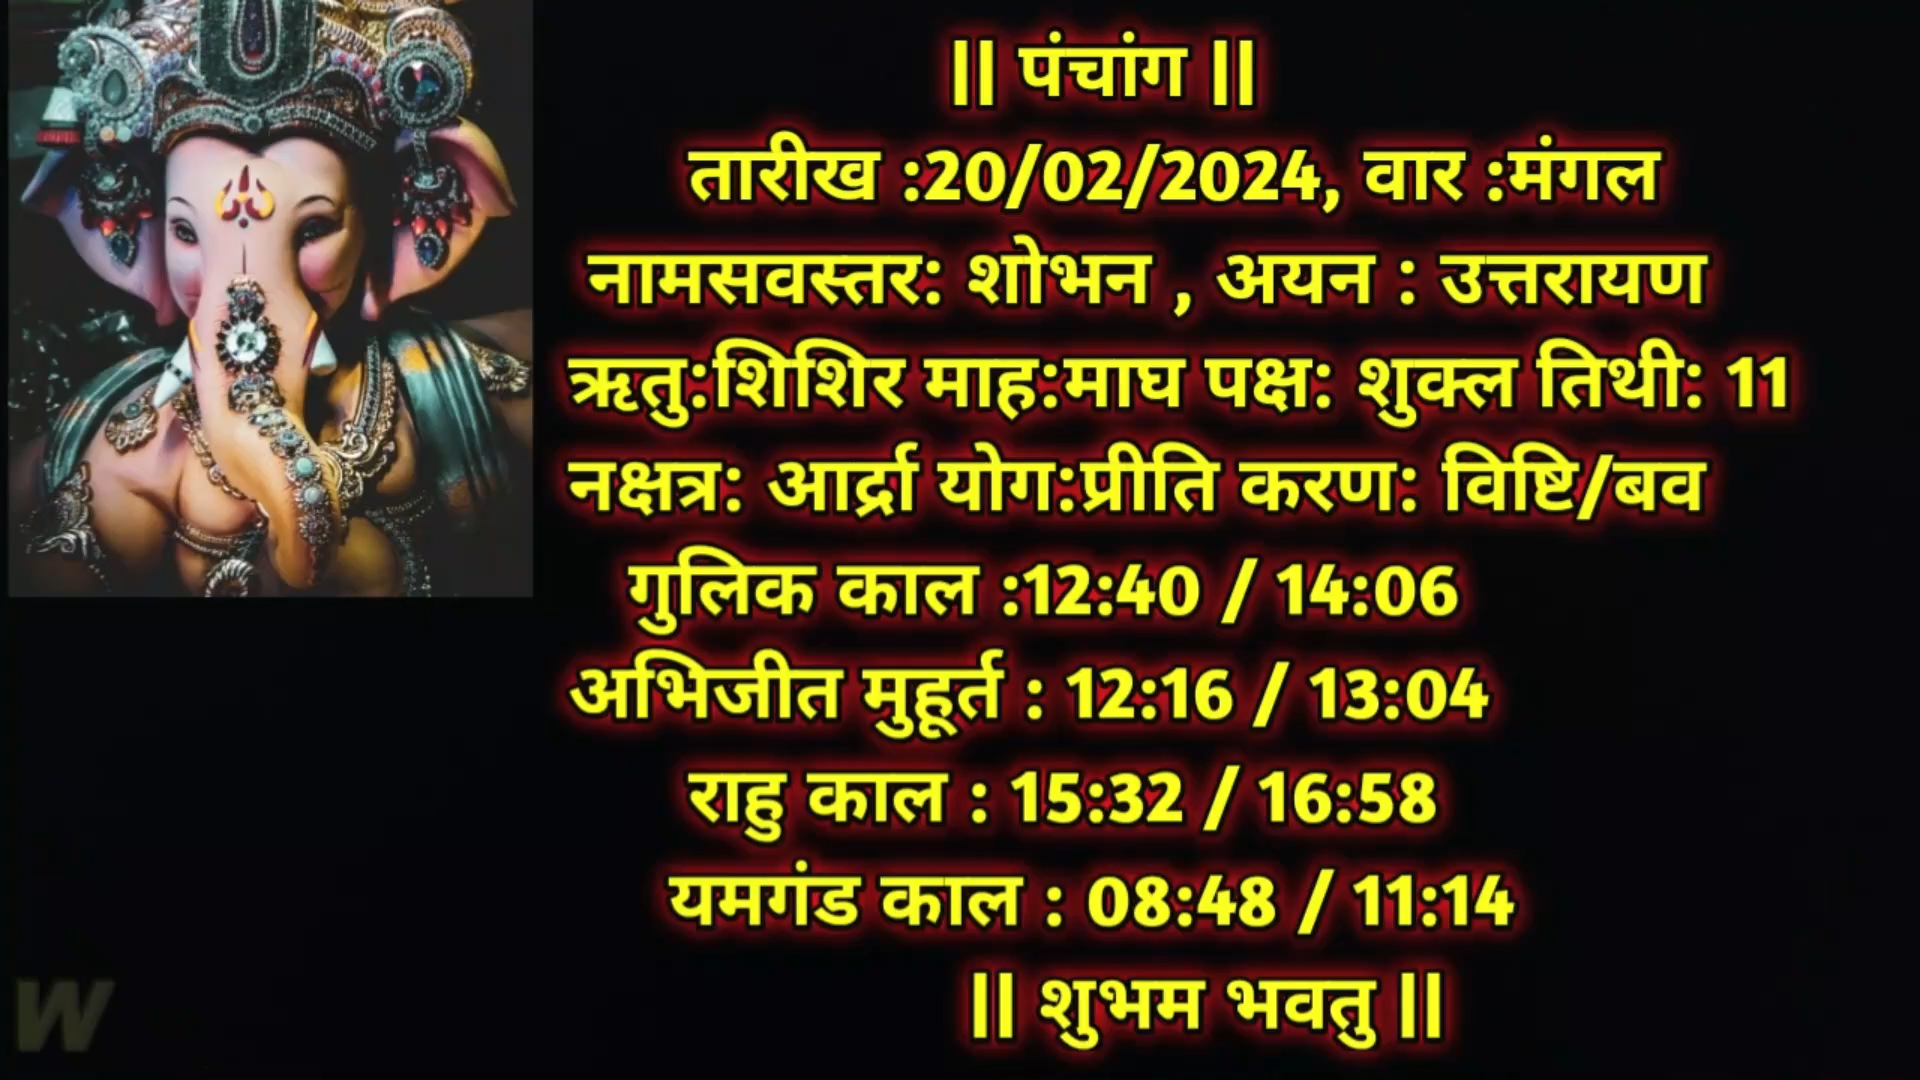 || पंचांग ||
तारीख :20/02/2024, वार :मंगल
नामसवस्तर: शोभन , अयन : उत्तरायण
ऋतु:शिशिर माह:माघ पक्ष: शुक्ल तिथी: 11
नक्षत्र: आर्द्रा योग:प्रीति करण: विष्टि/बव
गुलिक काल :12:40 / 14:06
अभिजीत मुहूर्त : 12:16 / 13:04
राहु काल : 15:32 / 16:58
यमगंड काल : 08:48 / 11:14
|| शुभम भवतु ||
W